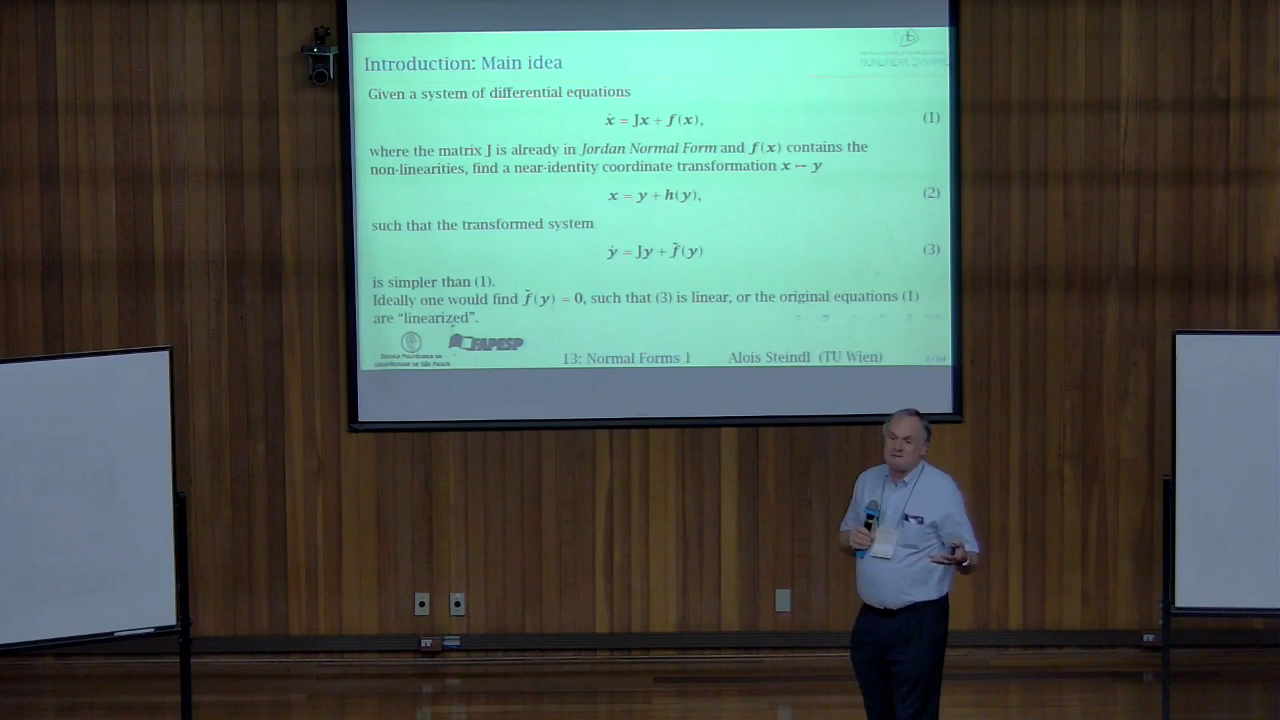 Introduction: Main idea
NONLINEAR DYNAMICS
Given a system of differential equations
ẋ = Jx + f(x), (1)
where the matrix J is already in Jordan Normal Form and f(x) contains the
non-linearities, find a near-identity coordinate transformation x → y
x = y + h(y), (2)
such that the transformed system
ẏ = Jy + f̃(y) (3)
is simpler than (1).
Ideally one would find f̃(y) = 0, such that (3) is linear, or the original equations (1)
are “linearized”.
FAPESP
13: Normal Forms 1 Alois Steindl (TU Wien)